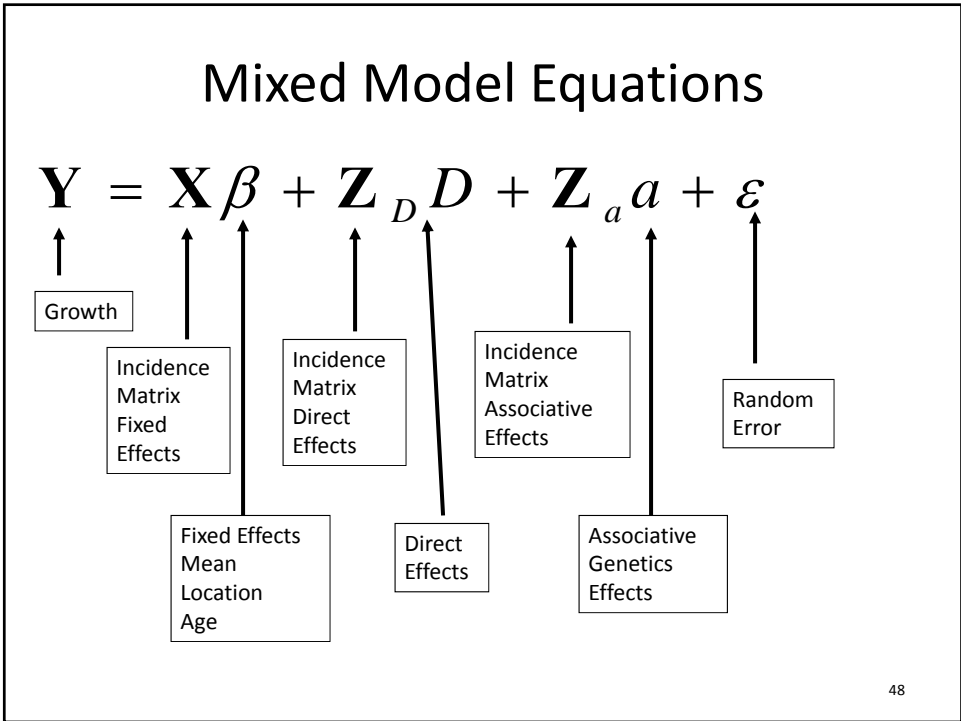 Mixed Model Equations
Y = Xβ + Z_D D + Z_a a + ε
Growth
Incidence
Matrix
Fixed
Effects
Incidence
Matrix
Direct
Effects
Incidence
Matrix
Associative
Effects
Random
Error
Fixed Effects
Mean
Location
Age
Direct
Effects
Associative
Genetics
Effects
48